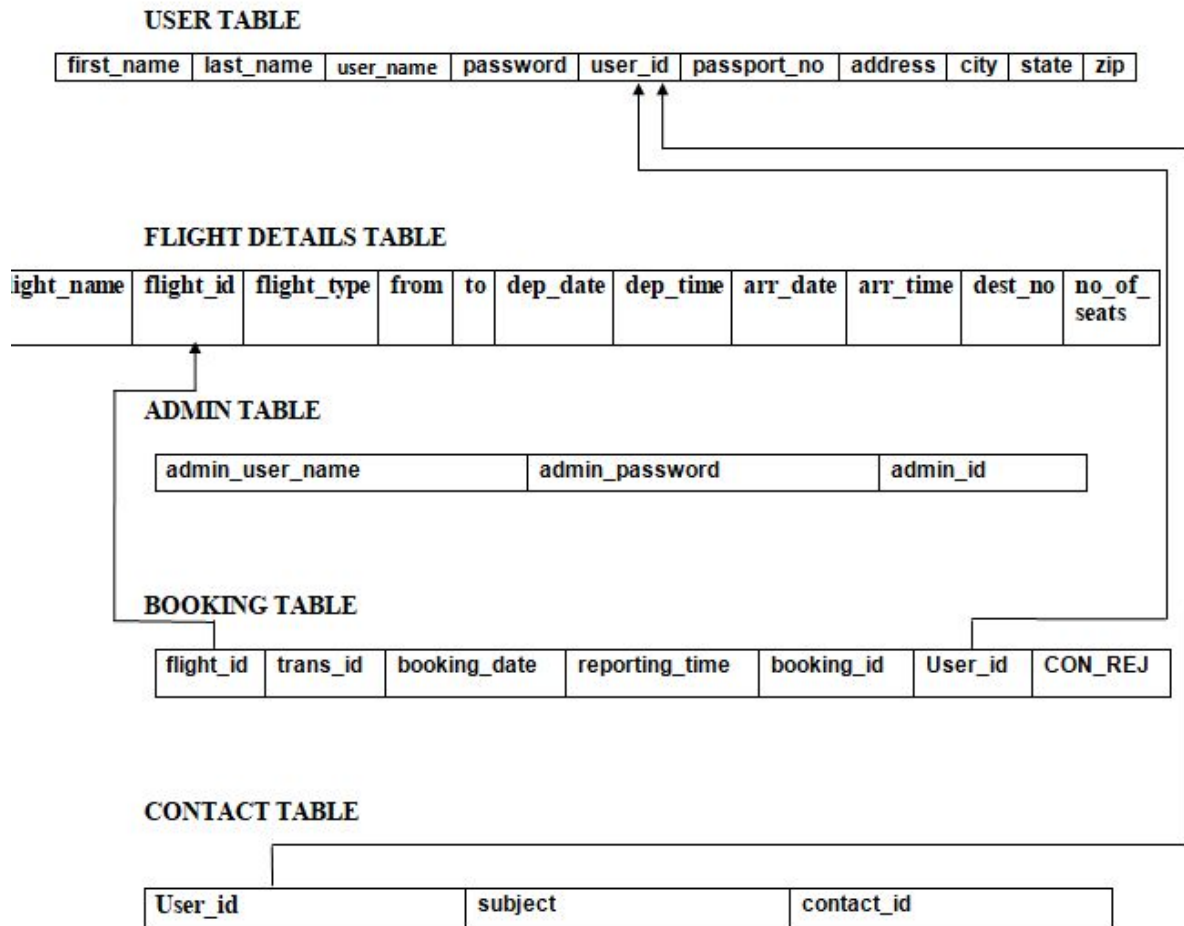 USER TABLE
first_name last_name user_name password user_id passport_no address city state zip
FLIGHT DETAILS TABLE
light_name flight_id flight_type from to dep_date dep_time arr_date arr_time dest_no no_of_
seats
ADMIN TABLE
admin_user_name admin_password admin_id
BOOKING TABLE
flight_id trans_id booking_date reporting_time booking_id User_id CON_REJ
CONTACT TABLE
User_id subject contact_id